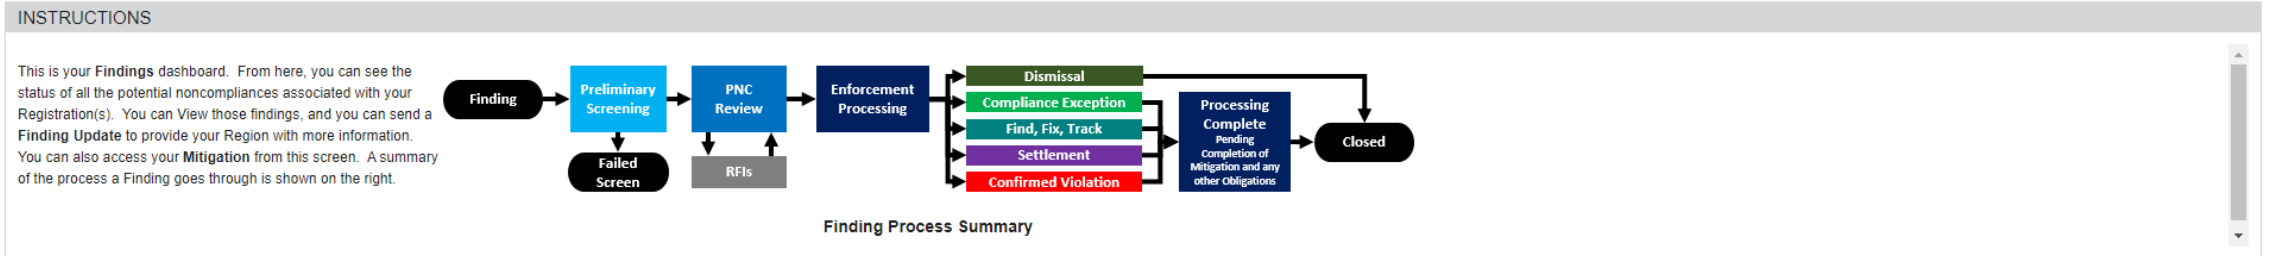 INSTRUCTIONS
This is your Findings dashboard. From here, you can see the
status of all the potential noncompliances associated with your
Registration(s). You can View those findings, and you can send a
Finding Update to provide your Region with more information.
You can also access your Mitigation from this screen. A summary
of the process a Finding goes through is shown on the right.
Finding
Preliminary
Screening
Failed
Screen
PNC
Review
RFIs
Enforcement
Processing
Dismissal
Compliance Exception
Find, Fix, Track
Settlement
Confirmed Violation
Processing
Complete
Pending
Completion of
Mitigation and any
other Obligations
Closed
Finding Process Summary